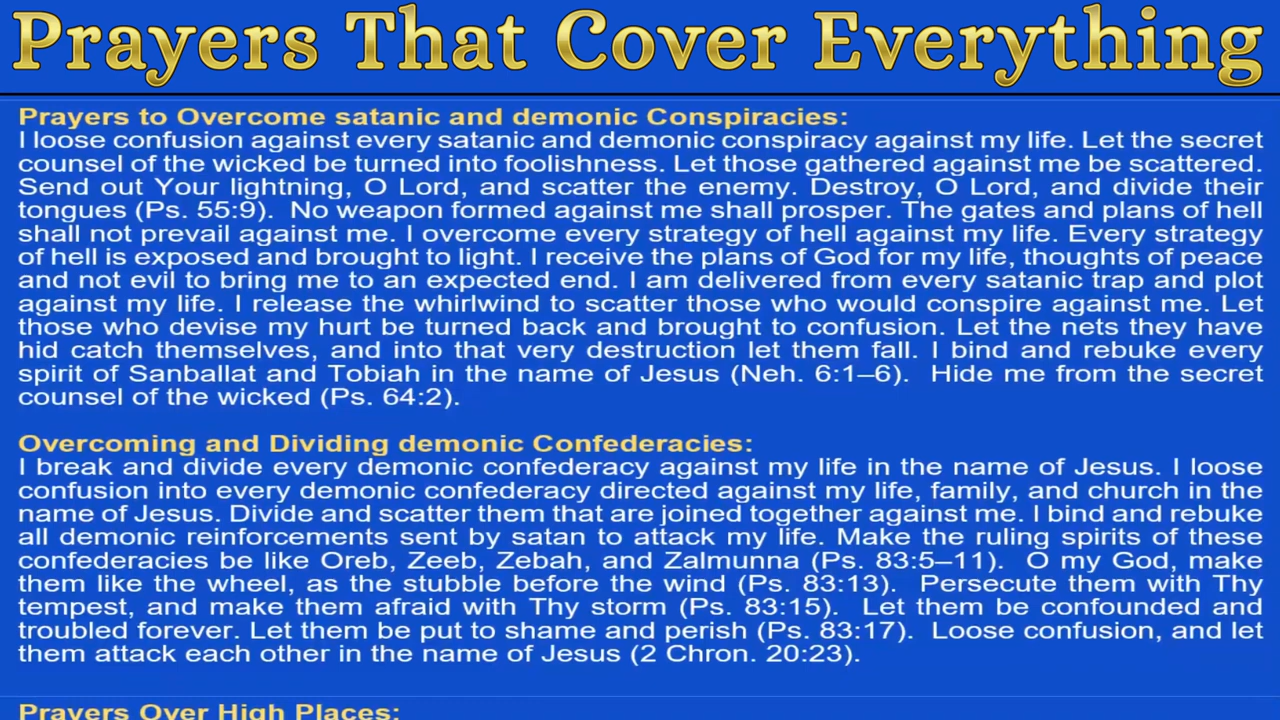 Prayers That Cover Everything
Prayers to Overcome satanic and demonic Conspiracies:
I loose confusion against every satanic and demonic conspiracy against my life. Let the secret
counsel of the wicked be turned into foolishness. Let those gathered against me be scattered.
Send out Your lightning, O Lord, and scatter the enemy. Destroy, O Lord, and divide their
tongues (Ps. 55:9). No weapon formed against me shall prosper. The gates and plans of hell
shall not prevail against me. I overcome every strategy of hell against my life. Every strategy
of hell is exposed and brought to light. I receive the plans of God for my life, thoughts of peace
and not evil to bring me to an expected end. I am delivered from every satanic trap and plot
against my life. I release the whirlwind to scatter those who would conspire against me. Let
those who devise my hurt be turned back and brought to confusion. Let the nets they have
hid catch themselves, and into that very destruction let them fall. I bind and rebuke every
spirit of Sanballat and Tobiah in the name of Jesus (Neh. 6:1–6). Hide me from the secret
counsel of the wicked (Ps. 64:2).
Overcoming and Dividing demonic Confederacies:
I break and divide every demonic confederacy against my life in the name of Jesus. I loose
confusion into every demonic confederacy directed against my life, family, and church in the
name of Jesus. Divide and scatter them that are joined together against me. I bind and rebuke
all demonic reinforcements sent by satan to attack my life. Make the ruling spirits of these
confederacies be like Oreb, Zeeb, Zebah, and Zalmunna (Ps. 83:5–11). O my God, make
them like the wheel, as the stubble before the wind (Ps. 83:13). Persecute them with Thy
tempest, and make them afraid with Thy storm (Ps. 83:15). Let them be confounded and
troubled forever. Let them be put to shame and perish (Ps. 83:17). Loose confusion, and let
them attack each other in the name of Jesus (2 Chron. 20:23).
Prayers Over High Places: